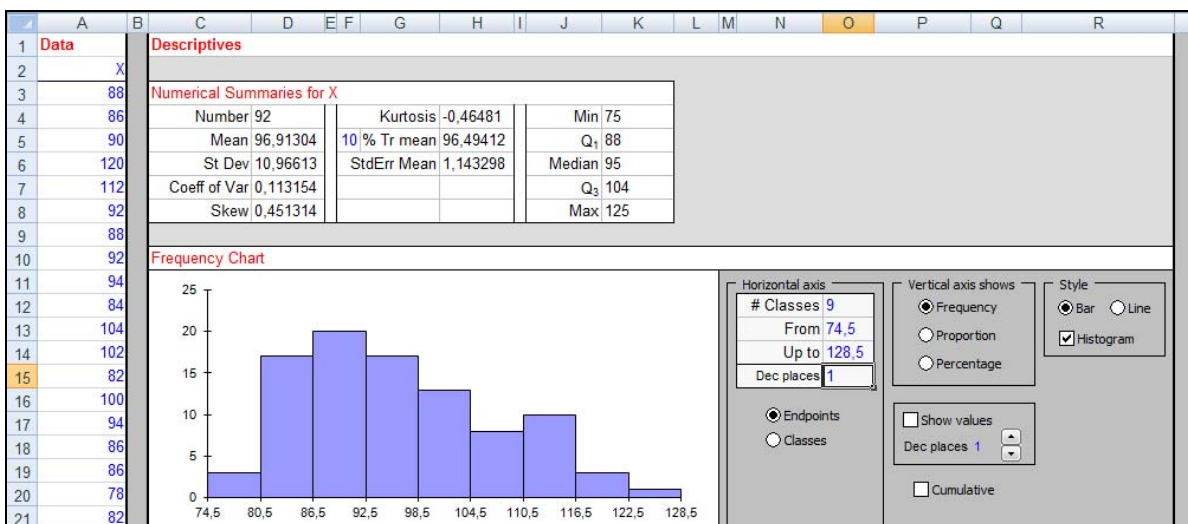 A B C D E F G H I J K L M N O P Q R
1 Data Descriptives
2 X
3 88 Numerical Summaries for X
4 86 Number 92 Kurtosis -0,46481 Min 75
5 90 Mean 96,91304 10 % Tr mean 96,49412 Q1 88
6 120 St Dev 10,96613 StdErr Mean 1,143298 Median 95
7 112 Coeff of Var 0,113154 Q3 104
8 92 Skew 0,451314 Max 125
9 88
10 92 Frequency Chart
11 94 25 Horizontal axis Vertical axis shows Style
12 84 # Classes 9 Frequency Bar Line
13 104 20 From 74,5 Proportion Histogram
14 102 Up to 128,5
15 82 15 Dec places 1 Percentage
16 100
17 94 10 Endpoints Show values
18 86 Classes Dec places 1
19 86 5
20 78 0 Cumulative
21 82 74,5 80,5 86,5 92,5 98,5 104,5 110,5 116,5 122,5 128,5